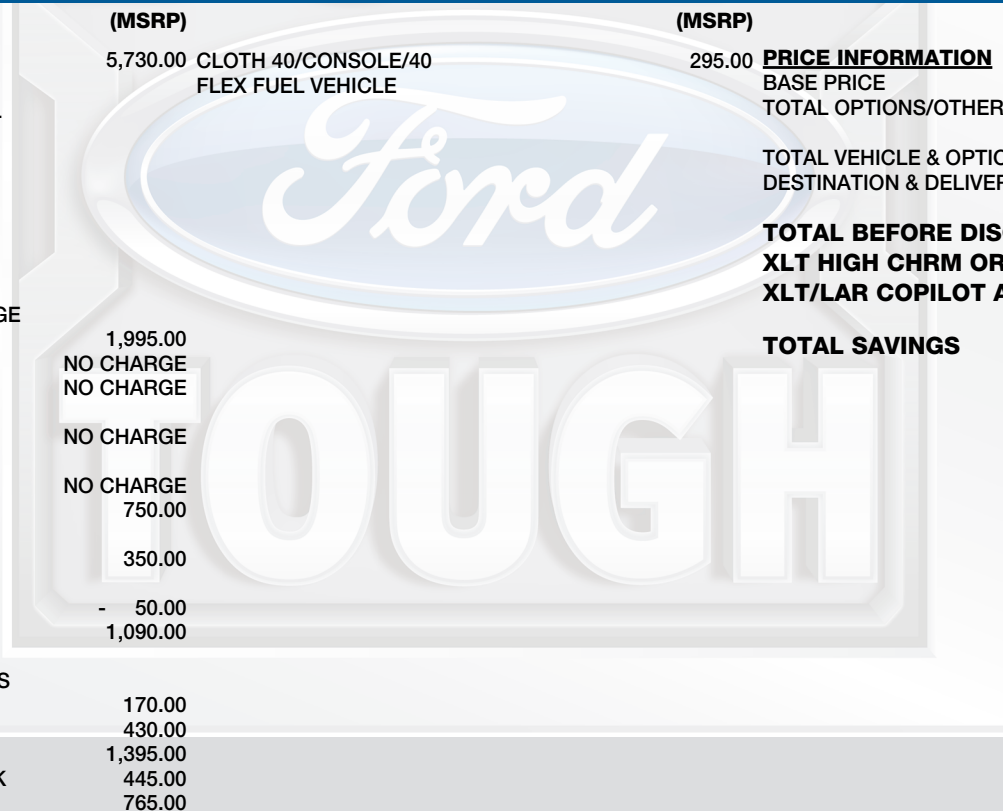 (MSRP)
5,730.00
GE
1,995.00
NO CHARGE
NO CHARGE
NO CHARGE
NO CHARGE
750.00
350.00
- 50.00
1,090.00
S
170.00
430.00
1,395.00
K 445.00
765.00
(MSRP)
CLOTH 40/CONSOLE/40 295.00
FLEX FUEL VEHICLE
PRICE INFORMATION
BASE PRICE
TOTAL OPTIONS/OTHER
TOTAL VEHICLE & OPTIO
DESTINATION & DELIVER
TOTAL BEFORE DIS
XLT HIGH CHRM OR
XLT/LAR COPILOT A
TOTAL SAVINGS
Ford
TOUGH